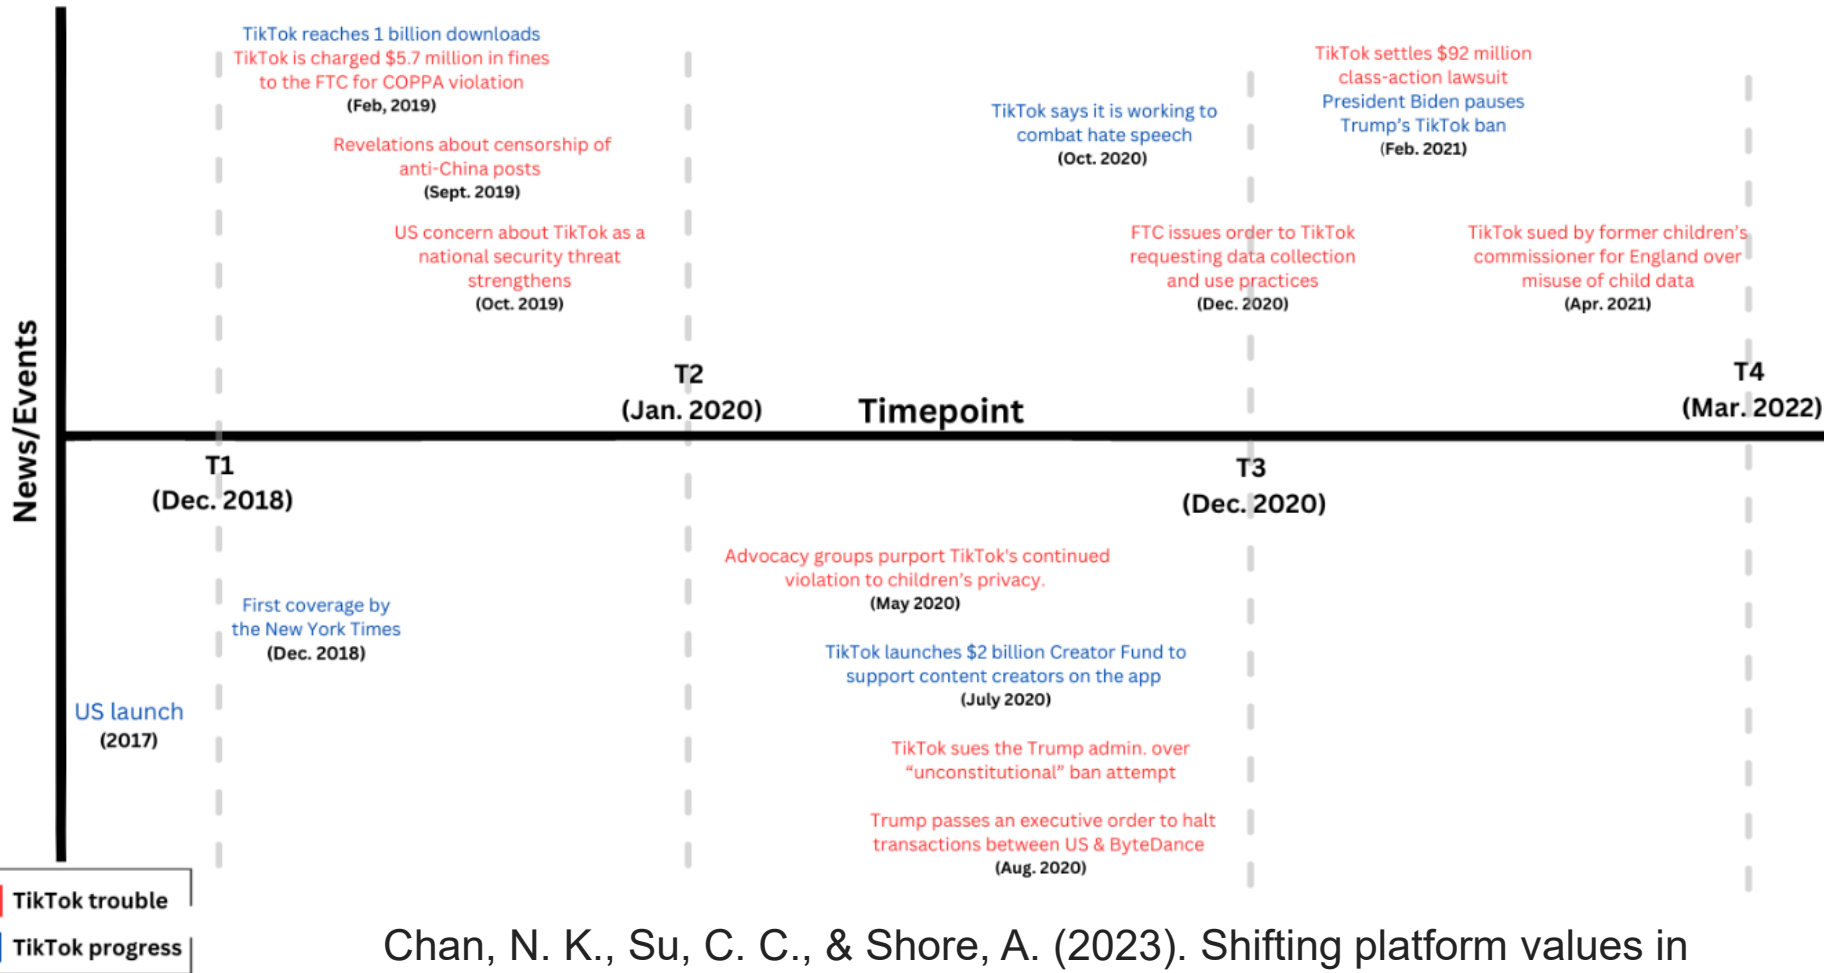 TikTok reaches 1 billion downloads
TikTok is charged $5.7 million in fines
to the FTC for COPPA violation
(Feb, 2019)
Revelations about censorship of
anti-China posts
(Sept. 2019)
US concern about TikTok as a
national security threat
strengthens
(Oct. 2019)
TikTok says it is working to
combat hate speech
(Oct. 2020)
TikTok settles $92 million
class-action lawsuit
President Biden pauses
Trump's TikTok ban
(Feb. 2021)
FTC issues order to TikTok
requesting data collection
and use practices
(Dec. 2020)
TikTok sued by former children's
commissioner for England over
misuse of child data
(Apr. 2021)
News/Events
T2
(Jan. 2020)
Timepoint
T4
(Mar. 2022)
T1
(Dec. 2018)
T3
(Dec. 2020)
First coverage by
the New York Times
(Dec. 2018)
US launch
(2017)
Advocacy groups purport TikTok's continued
violation to children's privacy.
(May 2020)
TikTok launches $2 billion Creator Fund to
support content creators on the app
(July 2020)
TikTok sues the Trump admin. over
“unconstitutional” ban attempt
Trump passes an executive order to halt
transactions between US & ByteDance
(Aug. 2020)
TikTok trouble
TikTok progress
Chan, N. K., Su, C. C., & Shore, A. (2023). Shifting platform values in